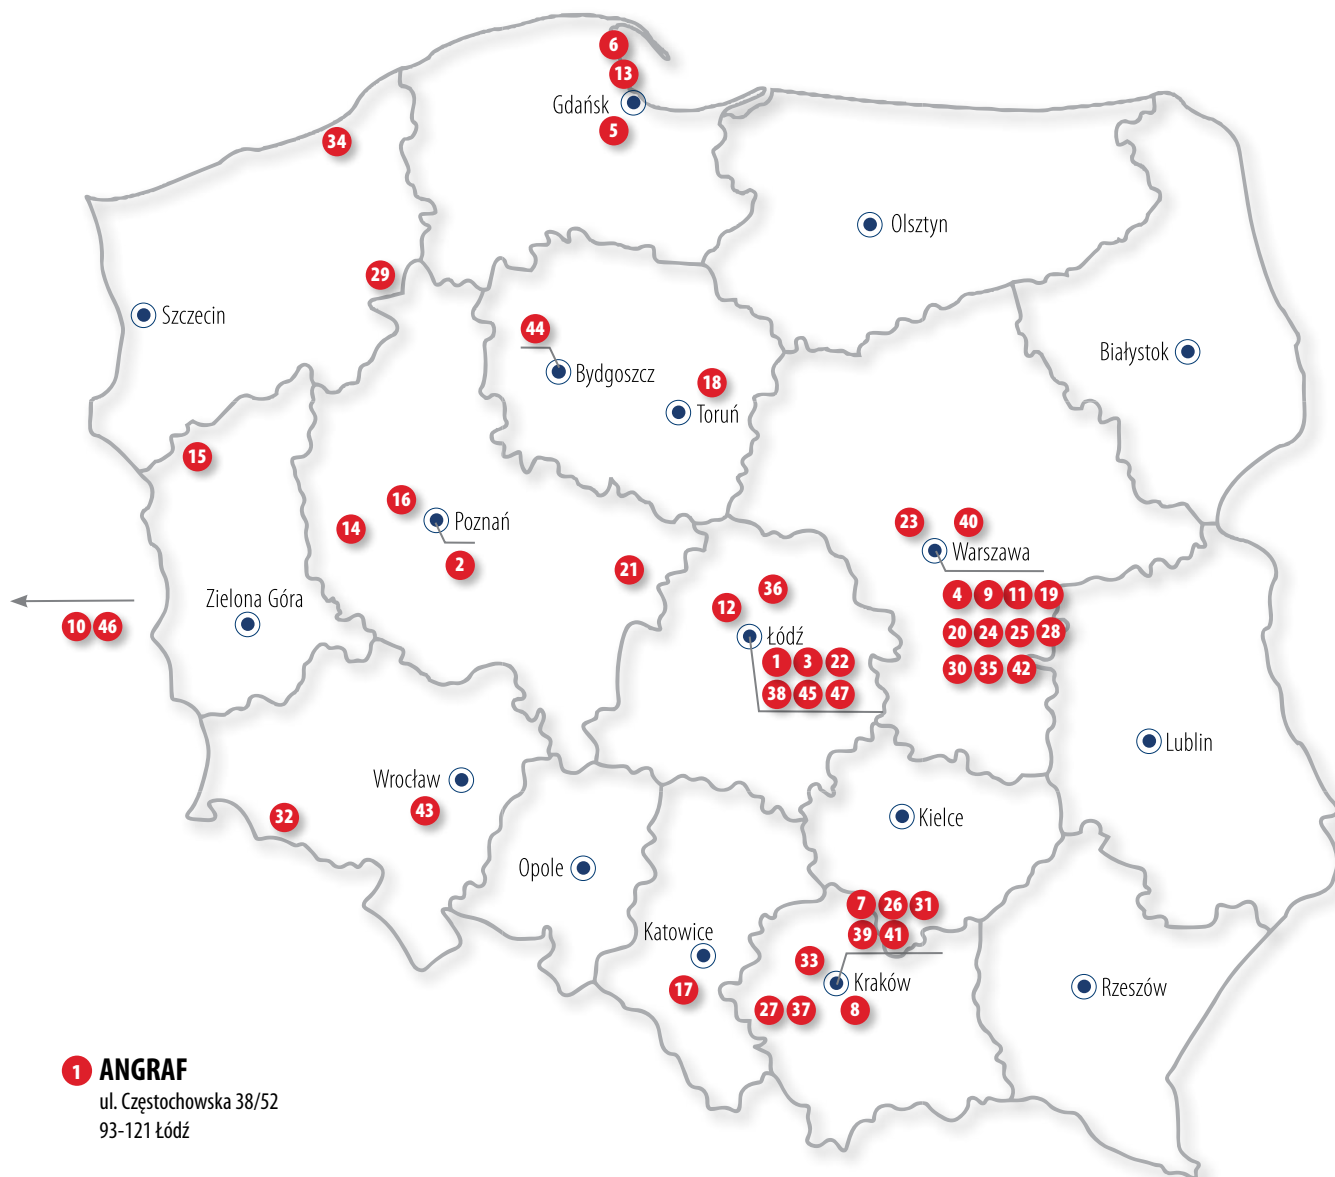 6
13
Gdańsk
5
34
Olsztyn
29
Szczecin
44
Białystok
Bydgoszcz
18
Toruń
15
16
14
Poznań
23
40
Warszawa
2
21
36
4 9 11 19
12
Zielona Góra
10 46
Łódź
20 24 25 28
1 3 22
30 35 42
38 45 47
Lublin
Wrocław
43
32
Kielce
Opole
7 26 31
Katowice
39 41
33
17
Kraków
Rzeszów
27 37
8
1 ANGRAF
ul. Częstochowska 38/52
93-121 Łódź